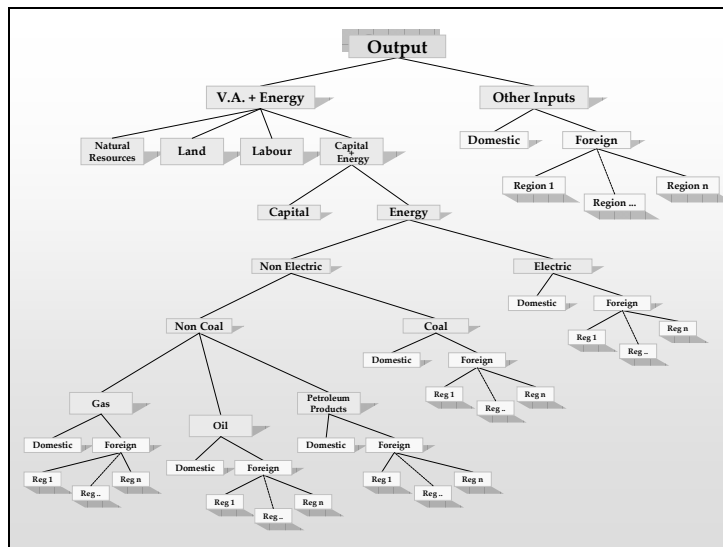 Output
V.A. + Energy
Other Inputs
Natural
Resources
Land
Labour
Capital
+
Energy
Domestic
Foreign
Region 1
Region ...
Region n
Capital
Energy
Non Electric
Electric
Domestic
Foreign
Reg 1
Reg ..
Reg n
Non Coal
Coal
Domestic
Foreign
Reg 1
Reg ..
Reg n
Gas
Oil
Petroleum
Products
Domestic
Foreign
Reg 1
Reg ..
Reg n
Domestic
Foreign
Reg 1
Reg ..
Reg n
Domestic
Foreign
Reg 1
Reg ..
Reg n